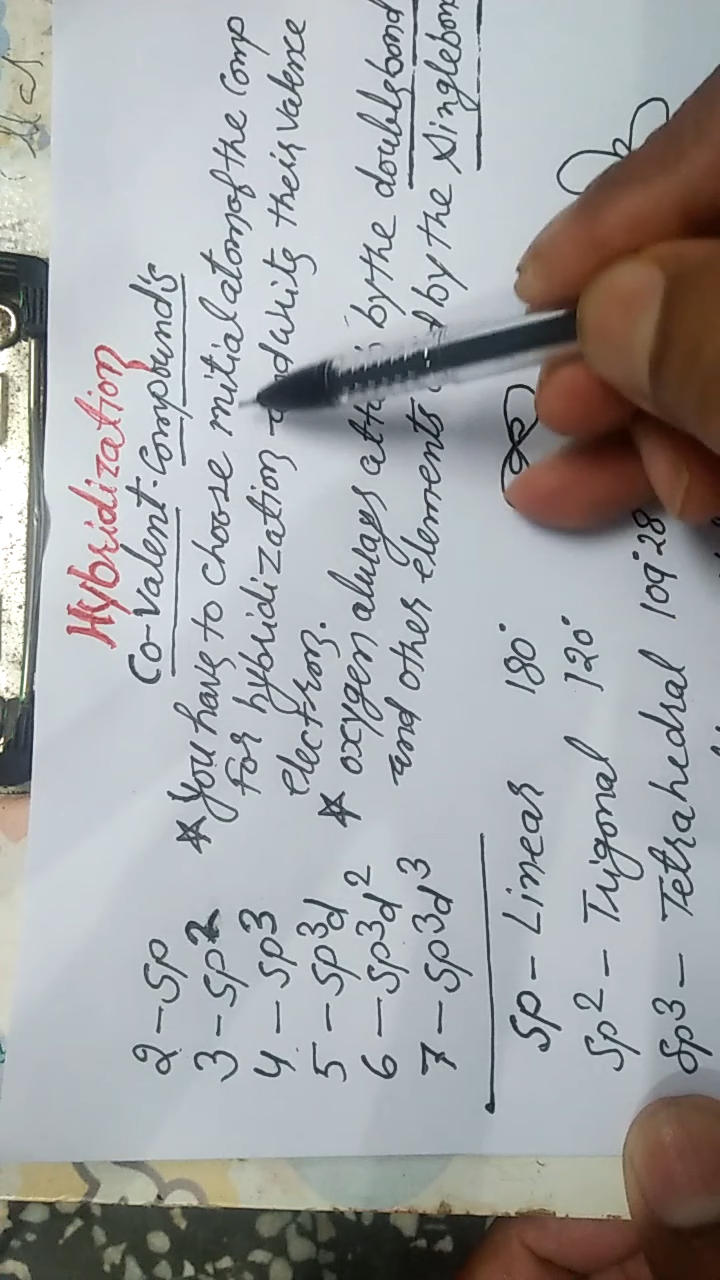 Hybridization
Co-Valent-Compound's
* You have to choose initial atom of the Comp
For hybridization and write their valence
electron.
* oxygen always by the double bond
and other elements by the single bon
2 - SP
3 - SP2
4 - SP3
5 - SP3d
6 - SP3d2
7 - SP3d3
SP - Linear 180°
SP2 - Trigonal 120°
SP3 - Tetrahedral 109°28